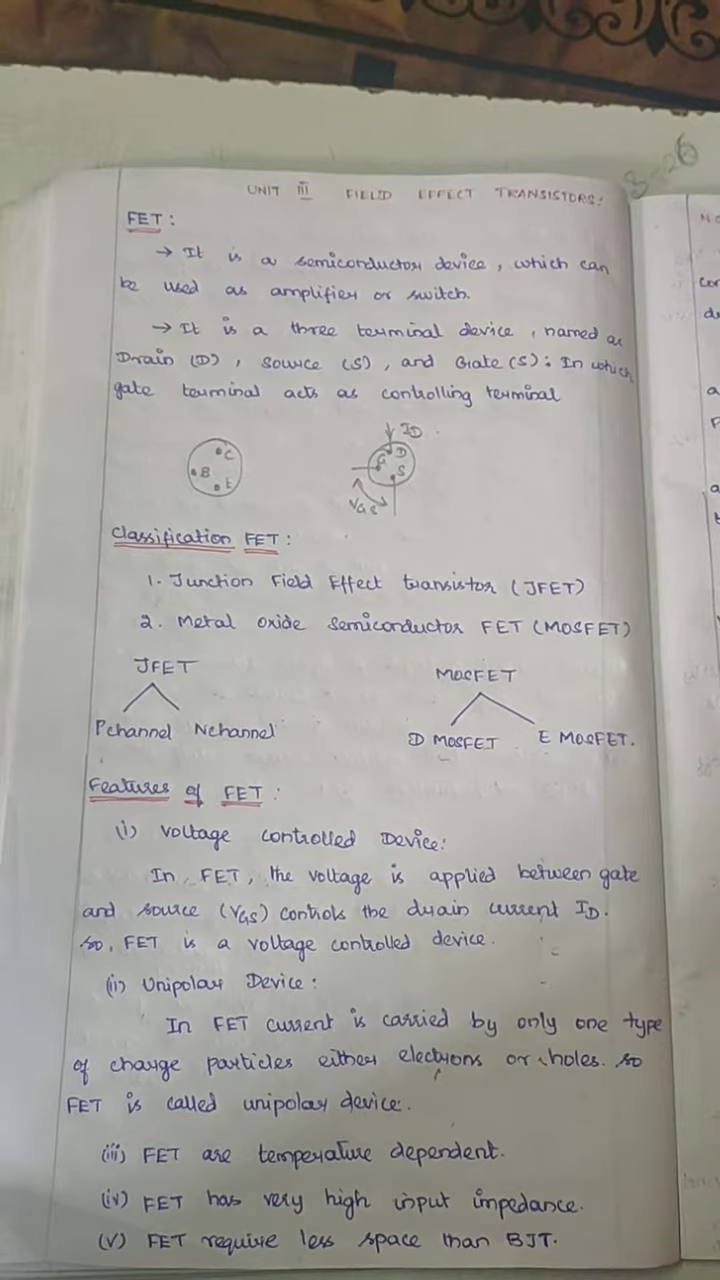 UNIT III FIELD EFFECT TRANSISTORS:
FET:
→ It is a semiconductor device, which can
be used as amplifier or switch.
→ It is a three terminal device, named as
Drain (D), source (S), and Grate (S): In which
gate terminal acts as controlling terminal
C
B
E
ID
G D
S
VGS
Classification FET:
1. Junction Field Effect transistor (JFET)
2. Metal oxide semiconductor FET (MOSFET)
JFET MOSFET
Pchannel Nchannel D MOSFET E MOSFET.
Features of FET:
(i) Voltage controlled Device:
In, FET, the voltage is applied between gate
and source (VGS) controls the drain current ID.
so, FET is a voltage controlled device.
(ii) Unipolar Device:
In FET current is carried by only one type
of charge particles either electrons or holes. so
FET is called unipolar device.
(iii) FET are temperature dependent.
(iv) FET has very high input impedance.
(v) FET require less space than BJT.